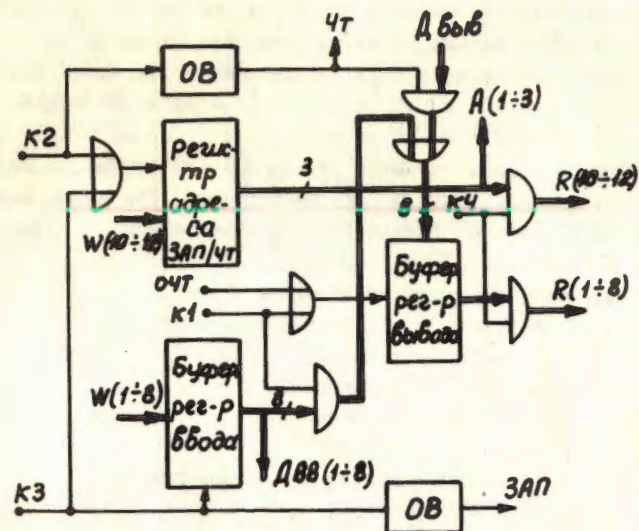 ЧТ
Д выв
ОВ
К2
Регис-
тр
адре-
са
ЗАП/ЧТ
3
А(1÷3)
R(10÷12)
W(10÷12)
8
К4
ОЧТ
К1
Буфер
рег-р
вывода
R(1÷8)
W(1÷8)
Буфер
рег-р
ввода
8
ДВВ(1÷8)
К3
ОВ
ЗАП